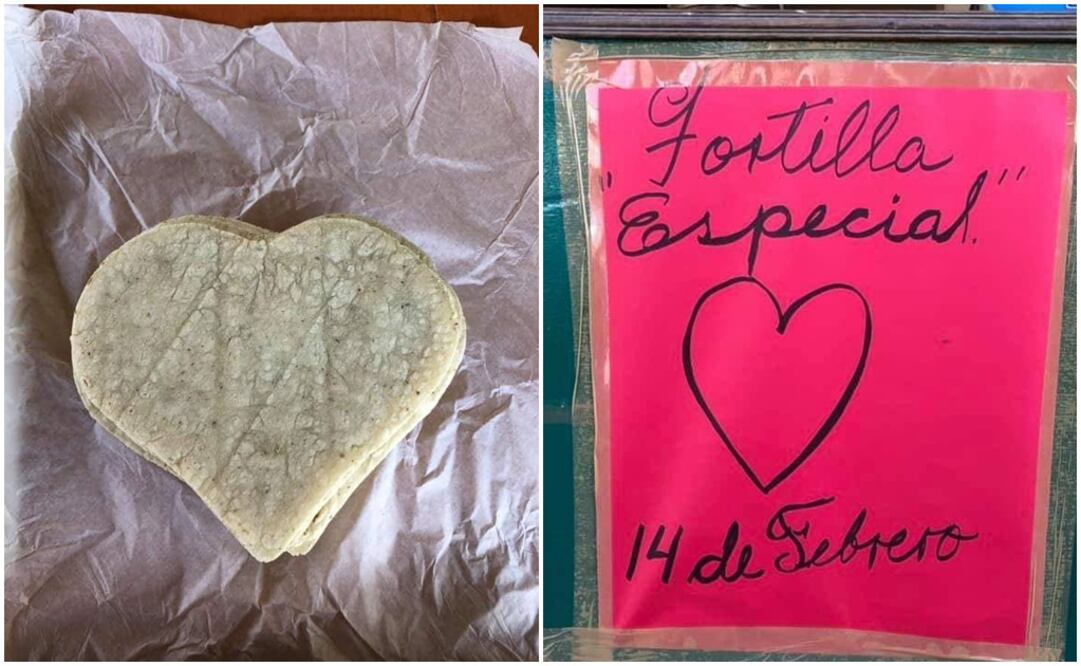 Tortilla
"Especial."
14 de Febrero